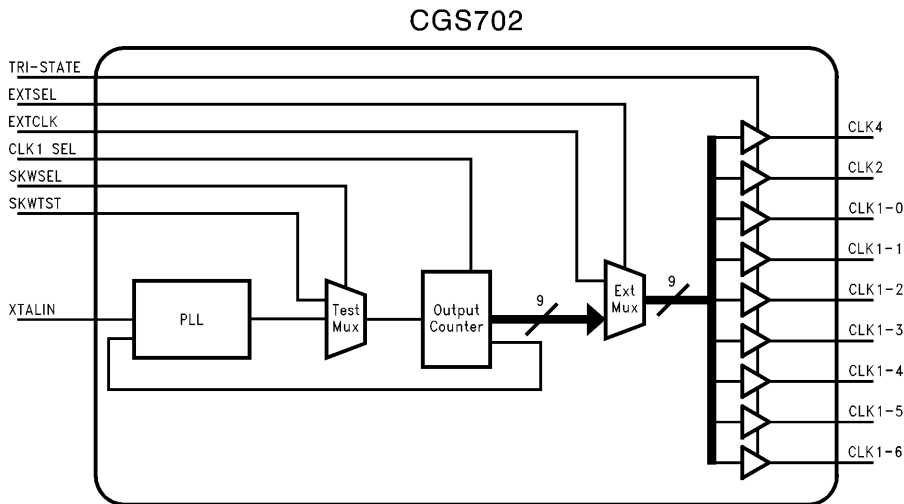 CGS702
TRI-STATE
EXTSEL
EXTCLK
CLK1 SEL
SKWSEL
SKWTST
XTALIN
PLL
Test
Mux
Output
Counter
9
Ext
Mux
9
CLK4
CLK2
CLK1-0
CLK1-1
CLK1-2
CLK1-3
CLK1-4
CLK1-5
CLK1-6